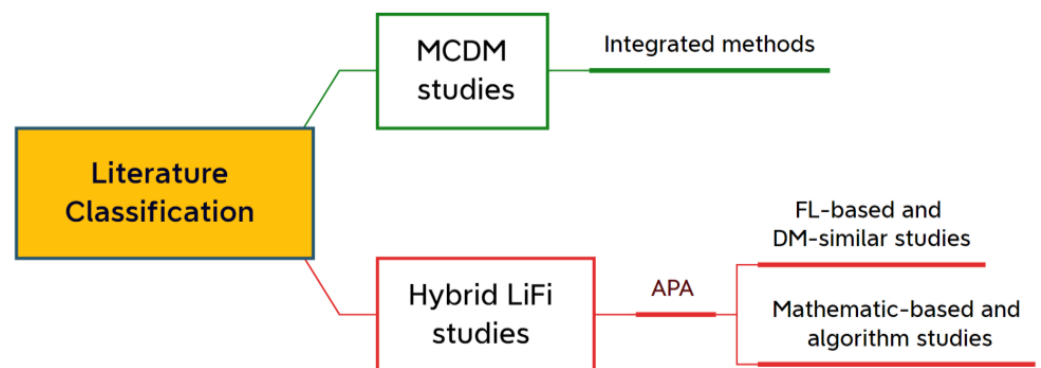 MCDM
studies
Integrated methods
Literature
Classification
Hybrid LiFi
studies
APA
FL-based and
DM-similar studies
Mathematic-based and
algorithm studies